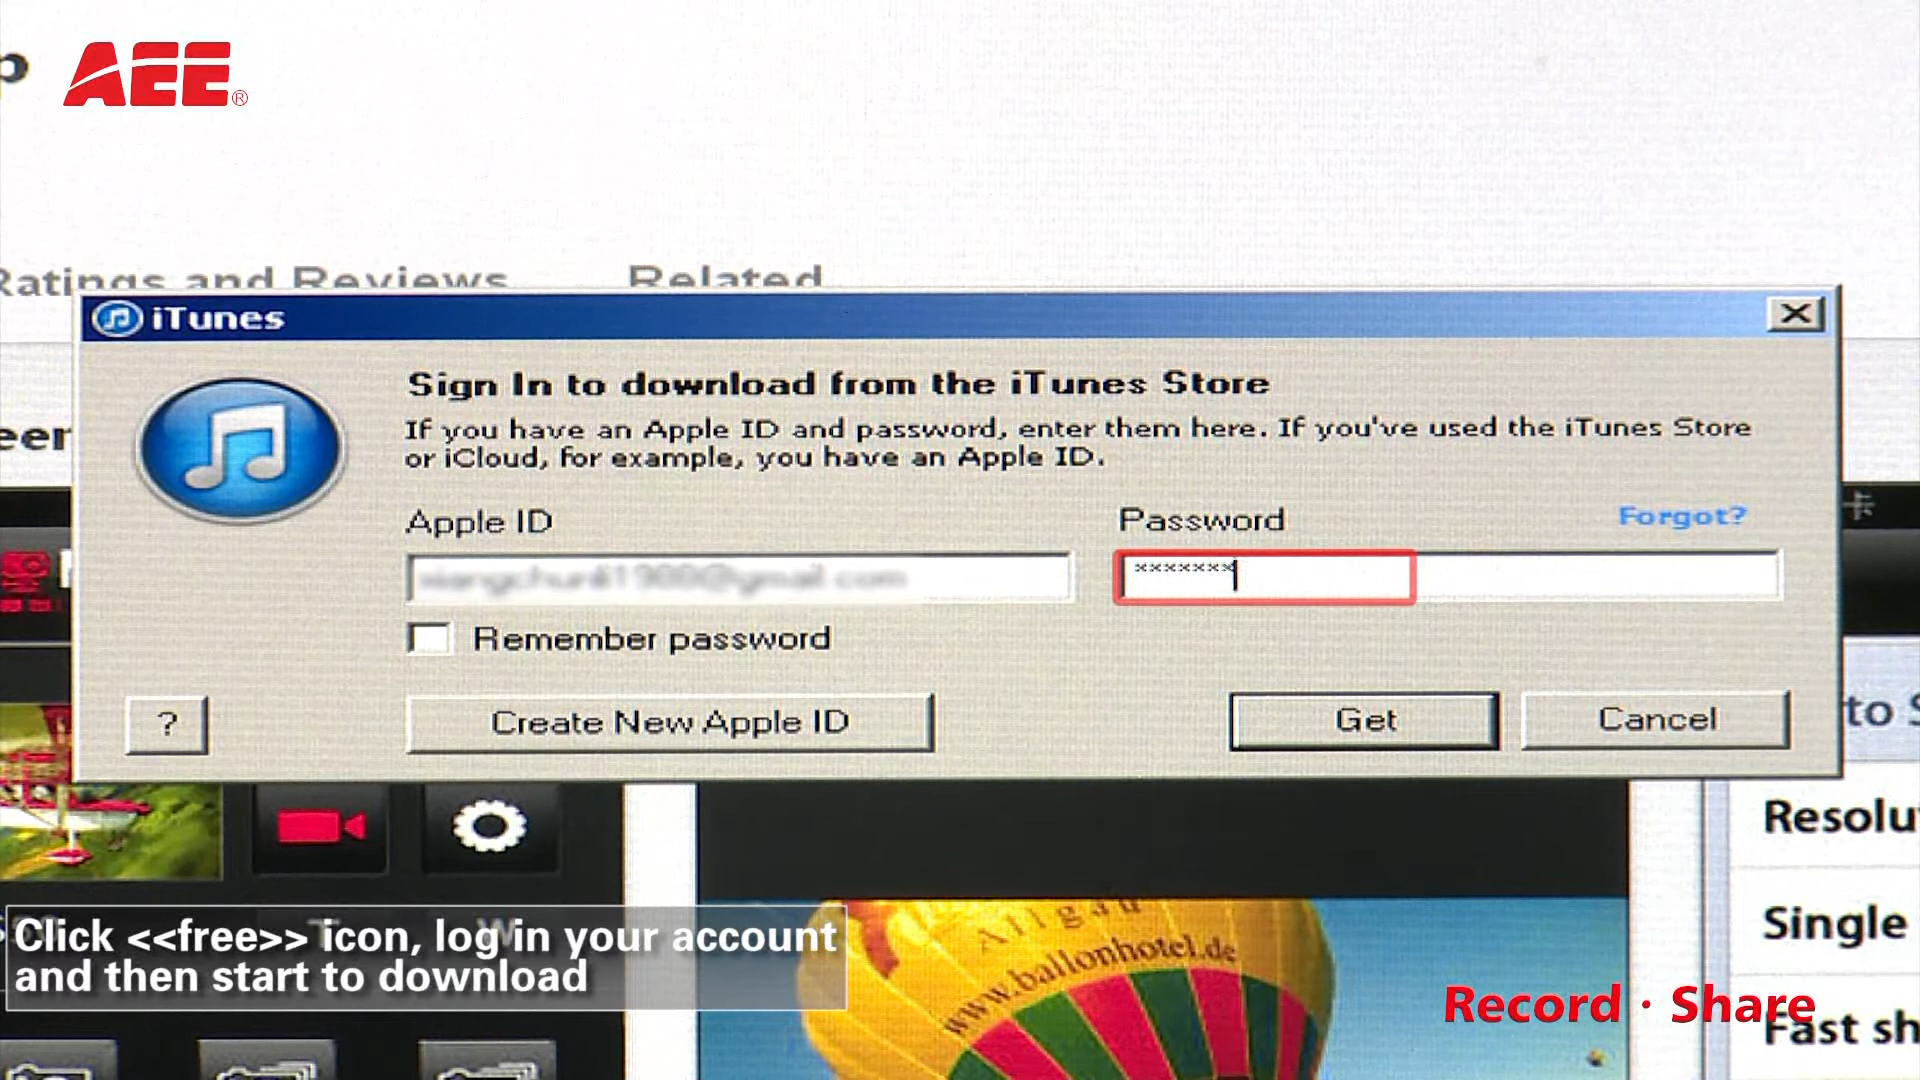 AEE®
Ratings and Reviews
Related
iTunes
Sign In to download from the iTunes Store
If you have an Apple ID and password, enter them here. If you've used the iTunes Store
or iCloud, for example, you have an Apple ID.
Apple ID
Password
Forgot?
*******
Remember password
?
Create New Apple ID
Get
Cancel
to S
Resolu
Single
Click <<free>> icon, log in your account
and then start to download
Allgäu
www.ballonhotel.de
Record · Share
Fast sh